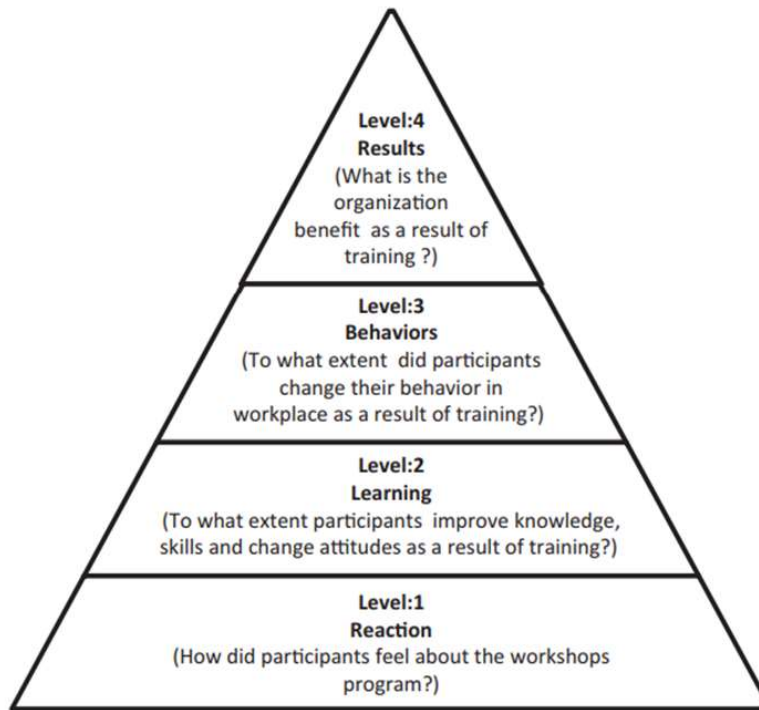 Level:4
Results
(What is the
organization
benefit as a result of
training ?)
Level:3
Behaviors
(To what extent did participants
change their behavior in
workplace as a result of training?)
Level:2
Learning
(To what extent participants improve knowledge,
skills and change attitudes as a result of training?)
Level:1
Reaction
(How did participants feel about the workshops
program?)